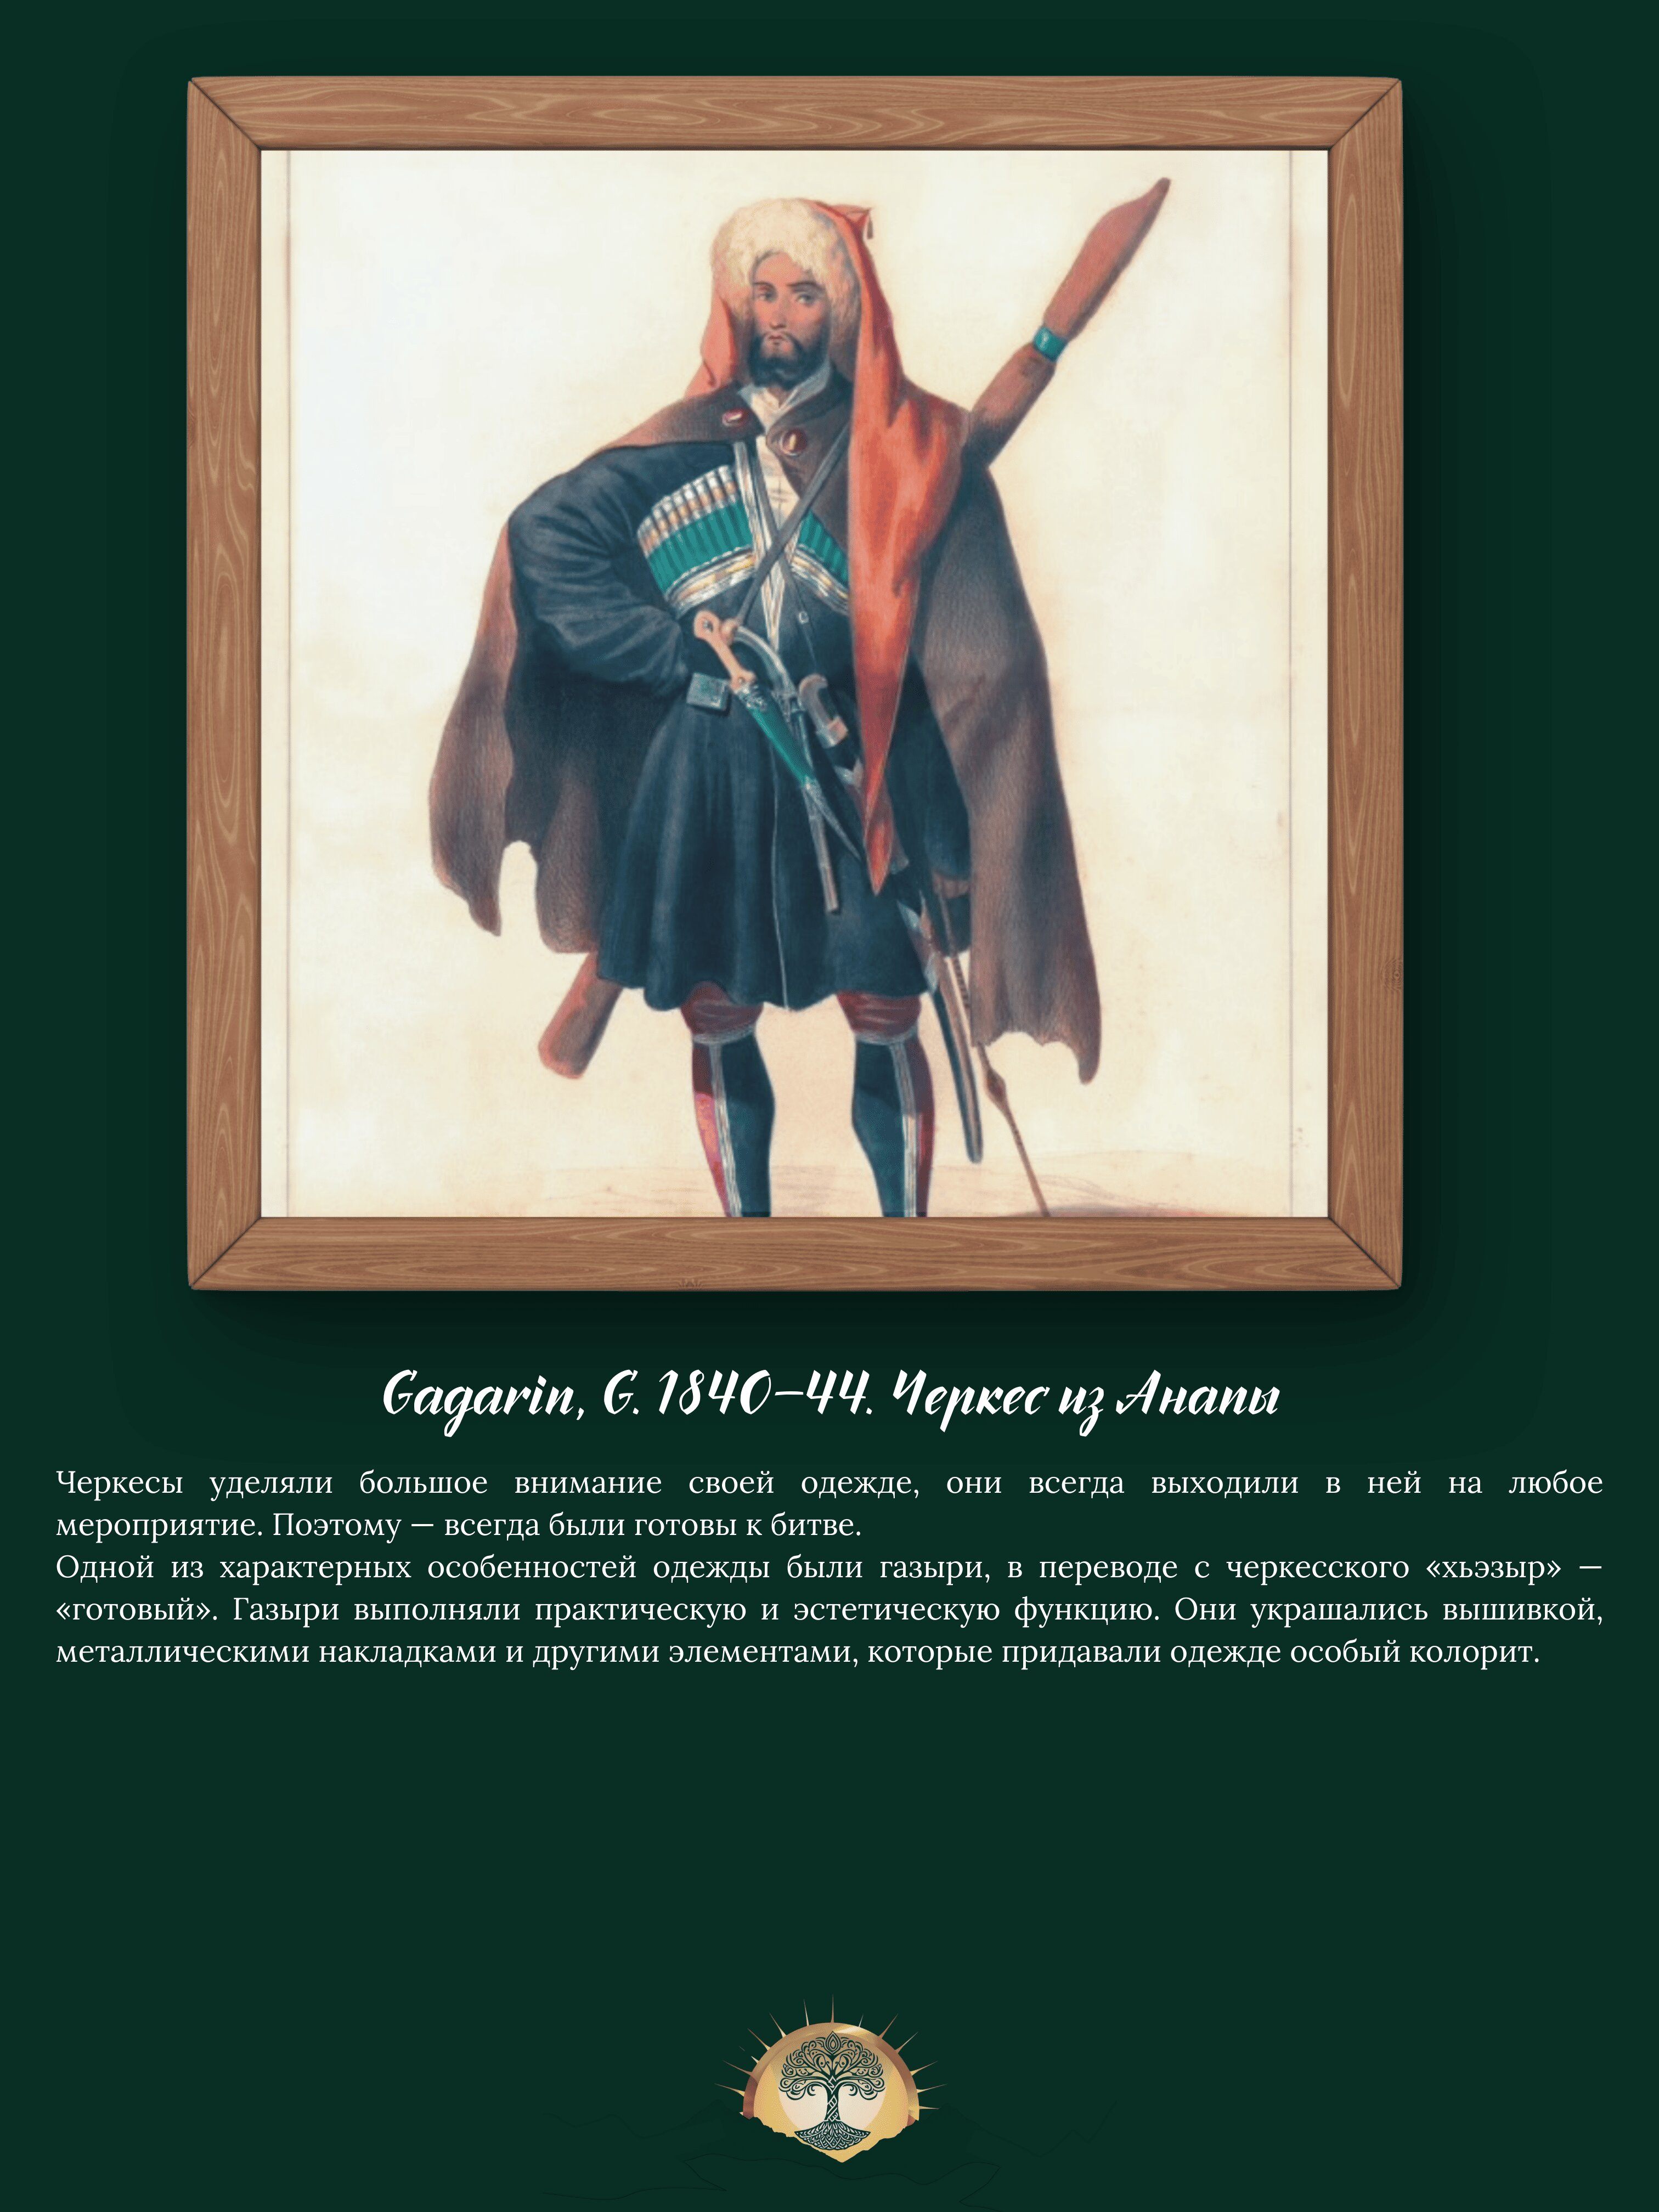 Gagarin, G. 1840–44. Черкес из Анапы
Черкесы уделяли большое внимание своей одежде, они всегда выходили в ней на любое
мероприятие. Поэтому — всегда были готовы к битве.
Одной из характерных особенностей одежды были газыри, в переводе с черкесского «хьэзыр» —
«готовый». Газыри выполняли практическую и эстетическую функцию. Они украшались вышивкой,
металлическими накладками и другими элементами, которые придавали одежде особый колорит.